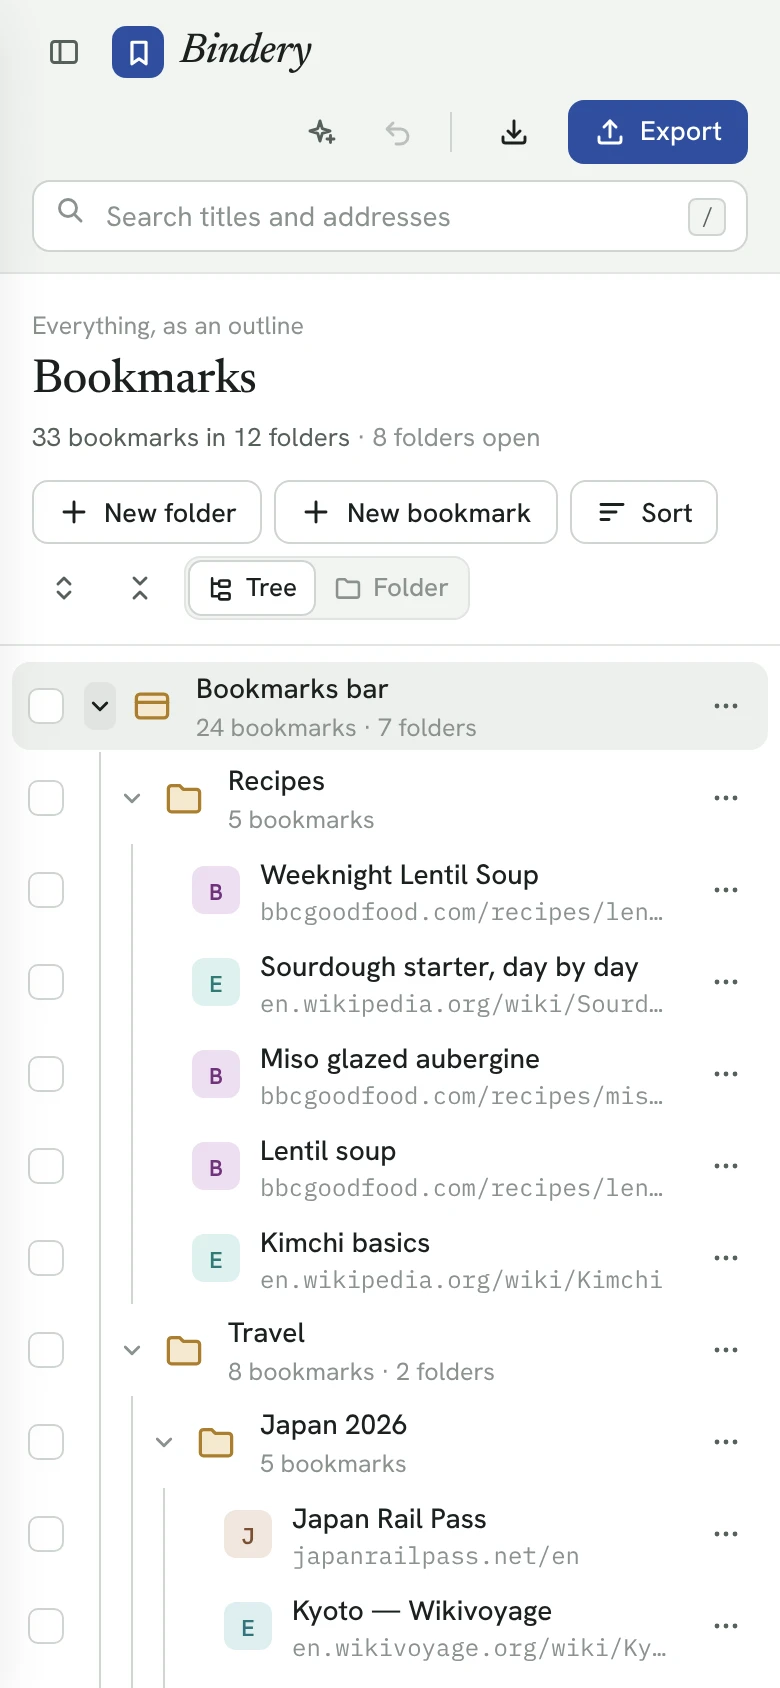 Bindery
Export
Search titles and addresses /
Everything, as an outline
Bookmarks
33 bookmarks in 12 folders · 8 folders open
New folder
New bookmark
Sort
Tree
Folder
Bookmarks bar
24 bookmarks · 7 folders
Recipes
5 bookmarks
B
Weeknight Lentil Soup
bbcgoodfood.com/recipes/len…
E
Sourdough starter, day by day
en.wikipedia.org/wiki/Sourd…
B
Miso glazed aubergine
bbcgoodfood.com/recipes/mis…
B
Lentil soup
bbcgoodfood.com/recipes/len…
E
Kimchi basics
en.wikipedia.org/wiki/Kimchi
Travel
8 bookmarks · 2 folders
Japan 2026
5 bookmarks
J
Japan Rail Pass
japanrailpass.net/en
E
Kyoto — Wikivoyage
en.wikivoyage.org/wiki/Ky…